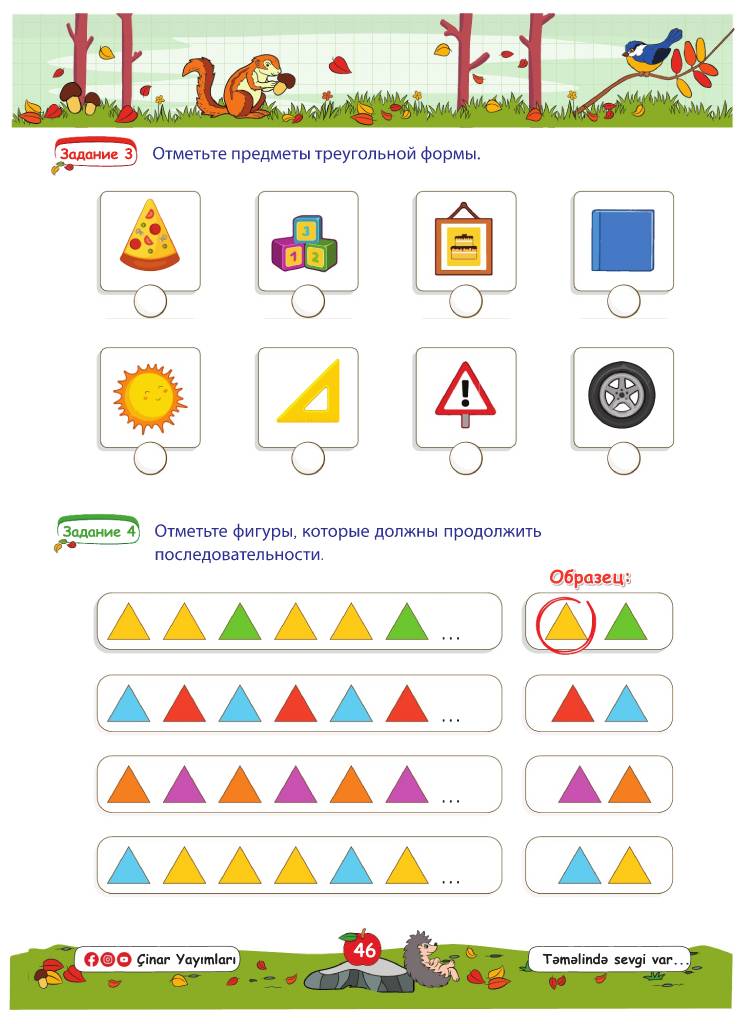 Задание 3
Отметьте предметы треугольной формы.
3
1 2
!
Задание 4
Отметьте фигуры, которые должны продолжить
последовательности.
Образец:
...
...
...
...
Çinar Yayımları
46
Təməlində sevgi var...